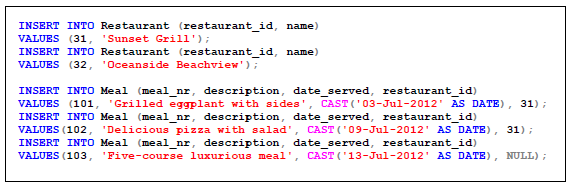 INSERT INTO Restaurant (restaurant_id, name)
VALUES (31, 'Sunset Grill');
INSERT INTO Restaurant (restaurant_id, name)
VALUES (32, 'Oceanside Beachview');
INSERT INTO Meal (meal_nr, description, date_served, restaurant_id)
VALUES (101, 'Grilled eggplant with sides', CAST('03-Jul-2012' AS DATE), 31);
INSERT INTO Meal (meal_nr, description, date_served, restaurant_id)
VALUES(102, 'Delicious pizza with salad', CAST('09-Jul-2012' AS DATE), 31);
INSERT INTO Meal (meal_nr, description, date_served, restaurant_id)
VALUES(103, 'Five-course luxurious meal', CAST('13-Jul-2012' AS DATE), NULL);